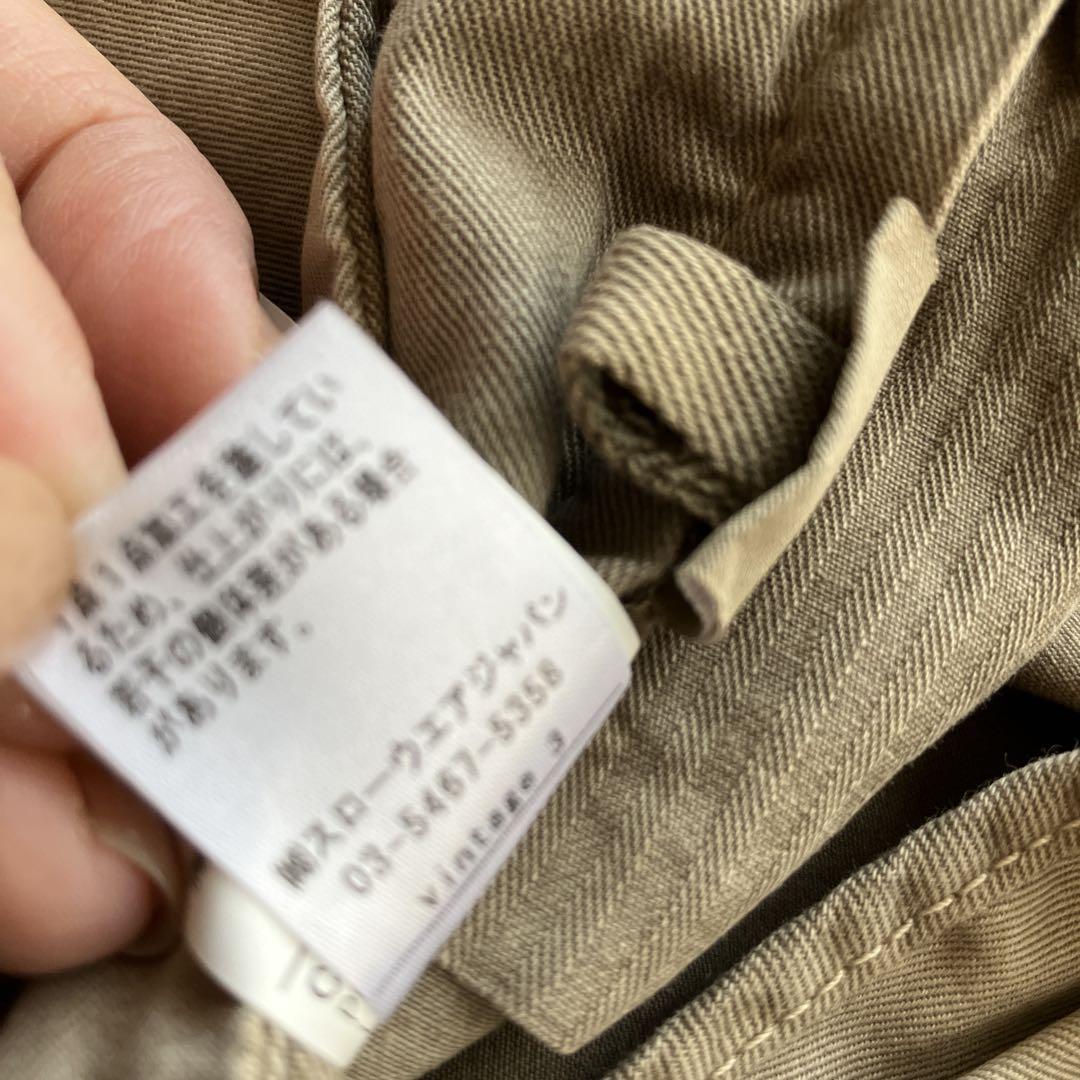 1点1点加工を施してい
るため、仕上がりには、
若干の個体差がある場合
があります。
㈱スローウエアジャパン
03-5467-5358
vintage 3